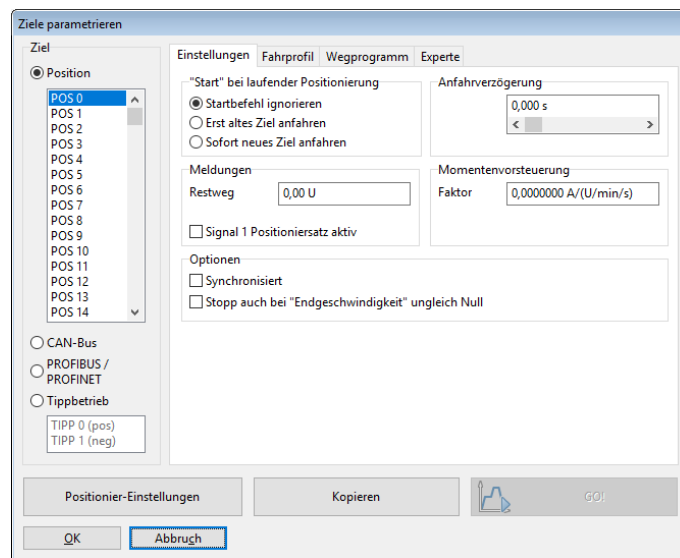 Ziele parametrieren
Ziel
Position
POS 0
POS 1
POS 2
POS 3
POS 4
POS 5
POS 6
POS 7
POS 8
POS 9
POS 10
POS 11
POS 12
POS 13
POS 14
CAN-Bus
PROFIBUS /
PROFINET
Tippbetrieb
TIPP 0 (pos)
TIPP 1 (neg)
Einstellungen Fahrprofil Wegprogramm Experte
"Start" bei laufender Positionierung
Startbefehl ignorieren
Erst altes Ziel anfahren
Sofort neues Ziel anfahren
Anfahrverzögerung
0,000 s
Meldungen
Restweg 0,00 U
Signal 1 Positioniersatz aktiv
Momentenvorsteuerung
Faktor 0,0000000 A/(U/min/s)
Optionen
Synchronisiert
Stopp auch bei "Endgeschwindigkeit" ungleich Null
Positionier-Einstellungen Kopieren GO!
OK Abbruch